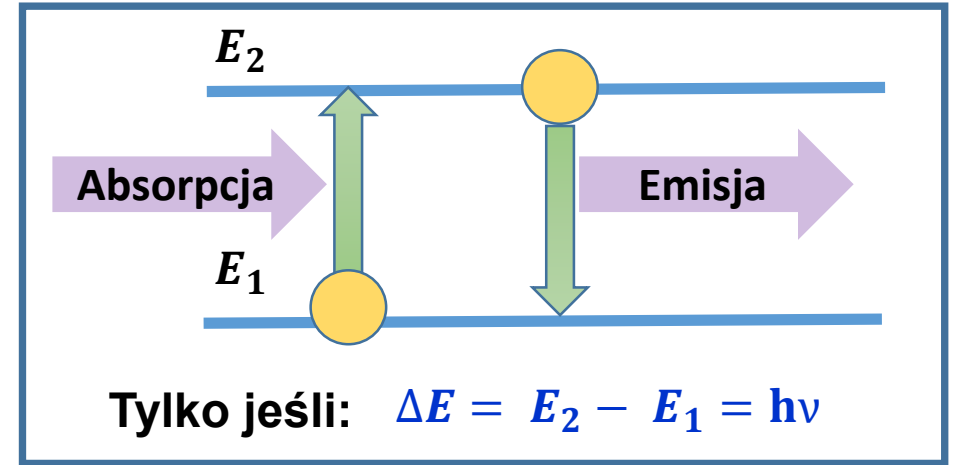 E₂
Absorpcja
Emisja
E₁
Tylko jeśli: ΔE = E₂ − E₁ = hν